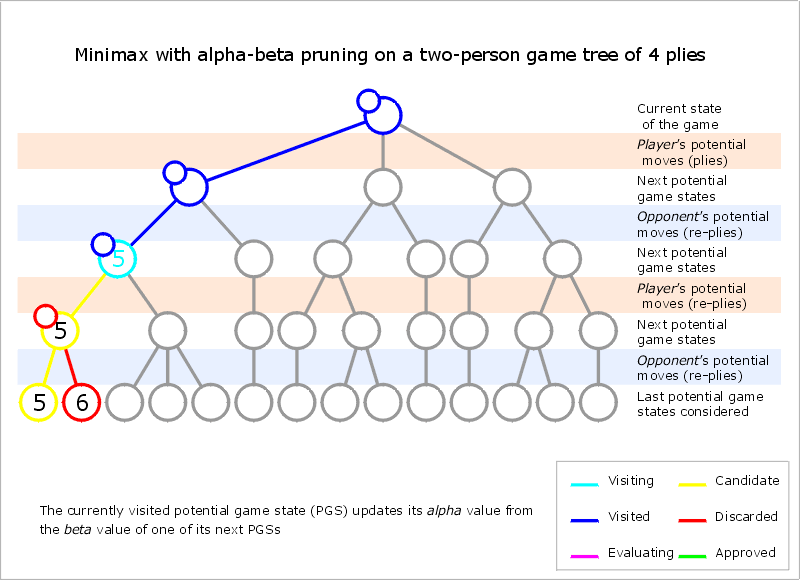 Minimax with alpha-beta pruning on a two-person game tree of 4 plies
Current state
of the game
Player's potential
moves (plies)
Next potential
game states
Opponent's potential
moves (re-plies)
5
Next potential
game states
Player's potential
moves (re-plies)
5
Next potential
game states
Opponent's potential
moves (re-plies)
5 6
Last potential game
states considered
The currently visited potential game state (PGS) updates its alpha value from
the beta value of one of its next PGSs
Visiting Candidate
Visited Discarded
Evaluating Approved